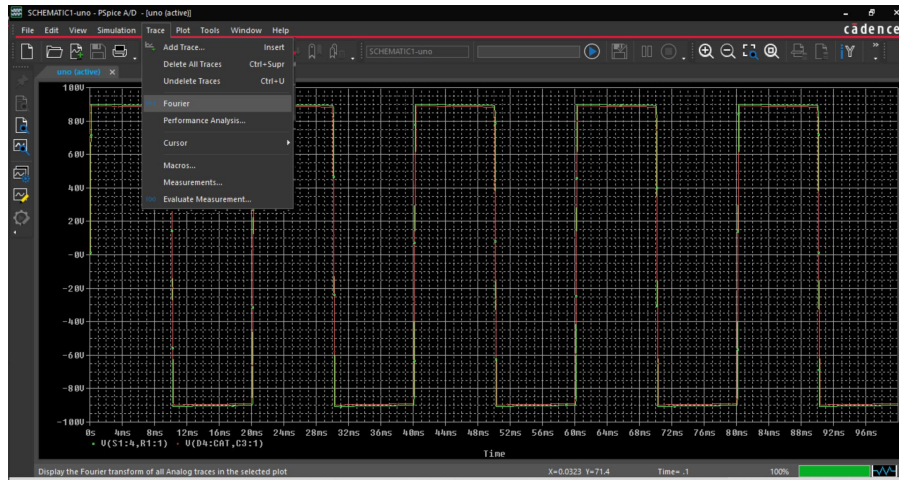 SCHEMATIC1-uno - PSpice A/D - [uno (active)]
File Edit View Simulation Trace Plot Tools Window Help
cādence
Add Trace... Insert
SCHEMATIC1-uno
Delete All Traces Ctrl+Supr
uno (active)
Undelete Traces Ctrl+U
Fourier
Performance Analysis...
Cursor
Macros...
Measurements...
Evaluate Measurement...
100V
80V
60V
40V
20V
-0V
-20V
-40V
-60V
-80V
-100V
0s 4ms 8ms 12ms 16ms 20ms 24ms 28ms 32ms 36ms 40ms 44ms 48ms 52ms 56ms 60ms 64ms 68ms 72ms 76ms 80ms 84ms 88ms 92ms 96ms
V(S1:4,R1:1) V(D4:CAT,C3:1)
Time
Display the Fourier transform of all Analog traces in the selected plot X=0.0323 Y=71.4 Time= .1 100%